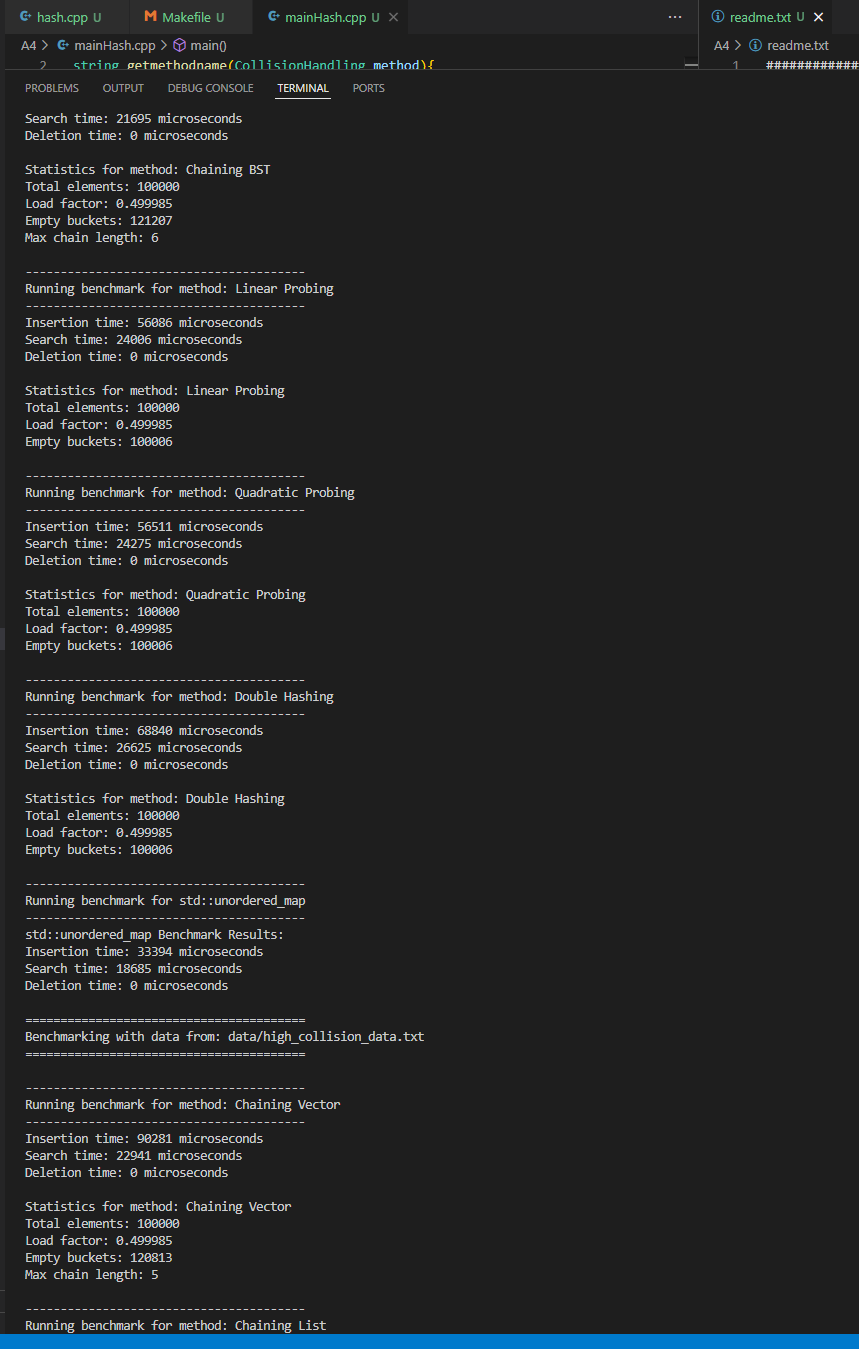 hash.cpp U
Makefile U
mainHash.cpp U
readme.txt U
A4 > mainHash.cpp > main()
A4 > readme.txt
2 string getmethodname(CollisionHandling method){
1 ############
PROBLEMS OUTPUT DEBUG CONSOLE TERMINAL PORTS
Search time: 21695 microseconds
Deletion time: 0 microseconds
Statistics for method: Chaining BST
Total elements: 100000
Load factor: 0.499985
Empty buckets: 121207
Max chain length: 6
----------------------------------------
Running benchmark for method: Linear Probing
----------------------------------------
Insertion time: 56086 microseconds
Search time: 24006 microseconds
Deletion time: 0 microseconds
Statistics for method: Linear Probing
Total elements: 100000
Load factor: 0.499985
Empty buckets: 100006
----------------------------------------
Running benchmark for method: Quadratic Probing
----------------------------------------
Insertion time: 56511 microseconds
Search time: 24275 microseconds
Deletion time: 0 microseconds
Statistics for method: Quadratic Probing
Total elements: 100000
Load factor: 0.499985
Empty buckets: 100006
----------------------------------------
Running benchmark for method: Double Hashing
----------------------------------------
Insertion time: 68840 microseconds
Search time: 26625 microseconds
Deletion time: 0 microseconds
Statistics for method: Double Hashing
Total elements: 100000
Load factor: 0.499985
Empty buckets: 100006
----------------------------------------
Running benchmark for std::unordered_map
----------------------------------------
std::unordered_map Benchmark Results:
Insertion time: 33394 microseconds
Search time: 18685 microseconds
Deletion time: 0 microseconds
========================================
Benchmarking with data from: data/high_collision_data.txt
========================================
----------------------------------------
Running benchmark for method: Chaining Vector
----------------------------------------
Insertion time: 90281 microseconds
Search time: 22941 microseconds
Deletion time: 0 microseconds
Statistics for method: Chaining Vector
Total elements: 100000
Load factor: 0.499985
Empty buckets: 120813
Max chain length: 5
----------------------------------------
Running benchmark for method: Chaining List